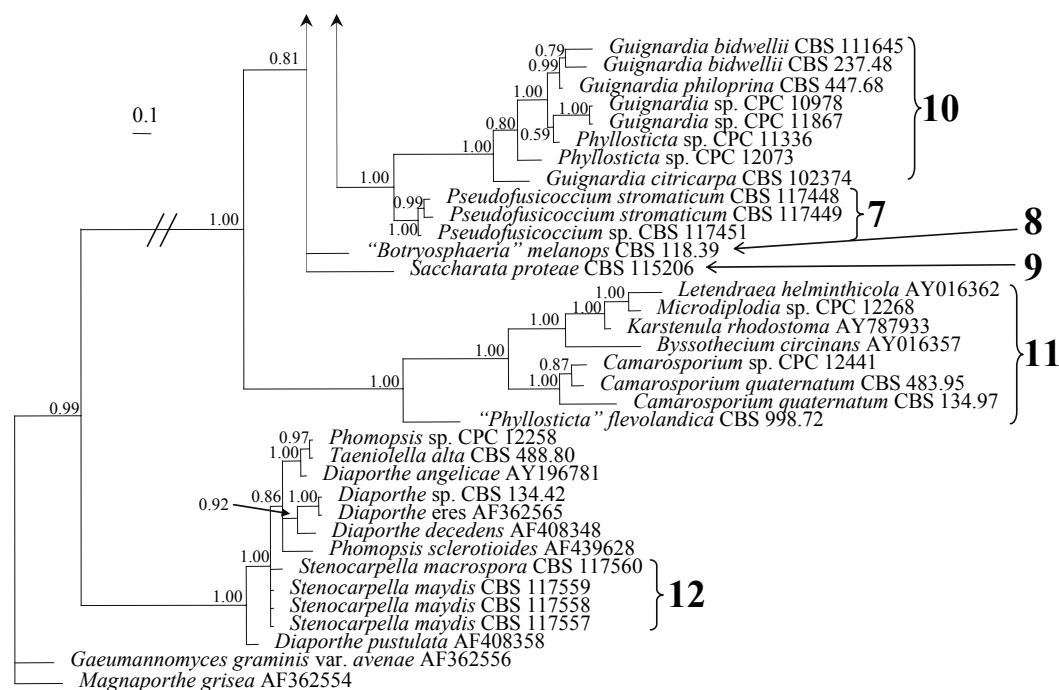 0.81
0.1
1.00
0.79
0.99
1.00
0.80
0.59
1.00
1.00
1.00
0.99
1.00
Guignardia bidwellii CBS 111645
Guignardia bidwellii CBS 237.48
Guignardia philoprina CBS 447.68
Guignardia sp. CPC 10978
Guignardia sp. CPC 11867
Phyllosticta sp. CPC 11336
Phyllosticta sp. CPC 12073
Guignardia citricarpa CBS 102374
10
Pseudofusicoccium stromaticum CBS 117448
Pseudofusicoccium stromaticum CBS 117449
Pseudofusicoccium sp. CBS 117451
7
“Botryosphaeria” melanops CBS 118.39
8
Saccharata proteae CBS 115206
9
1.00
1.00
1.00
1.00
1.00
0.87
1.00
Letendraea helminthicola AY016362
Microdiplodia sp. CPC 12268
Karstenula rhodostoma AY787933
Byssothecium circinans AY016357
Camarosporium sp. CPC 12441
Camarosporium quaternatum CBS 483.95
Camarosporium quaternatum CBS 134.97
“Phyllosticta” flevolandica CBS 998.72
11
0.99
0.97
1.00
0.86
1.00
0.92
1.00
1.00
Phomopsis sp. CPC 12258
Taeniolella alta CBS 488.80
Diaporthe angelicae AY196781
Diaporthe sp. CBS 134.42
Diaporthe eres AF362565
Diaporthe decedens AF408348
Phomopsis sclerotioides AF439628
Stenocarpella macrospora CBS 117560
Stenocarpella maydis CBS 117559
Stenocarpella maydis CBS 117558
Stenocarpella maydis CBS 117557
12
Diaporthe pustulata AF408358
Gaeumannomyces graminis var. avenae AF362556
Magnaporthe grisea AF362554